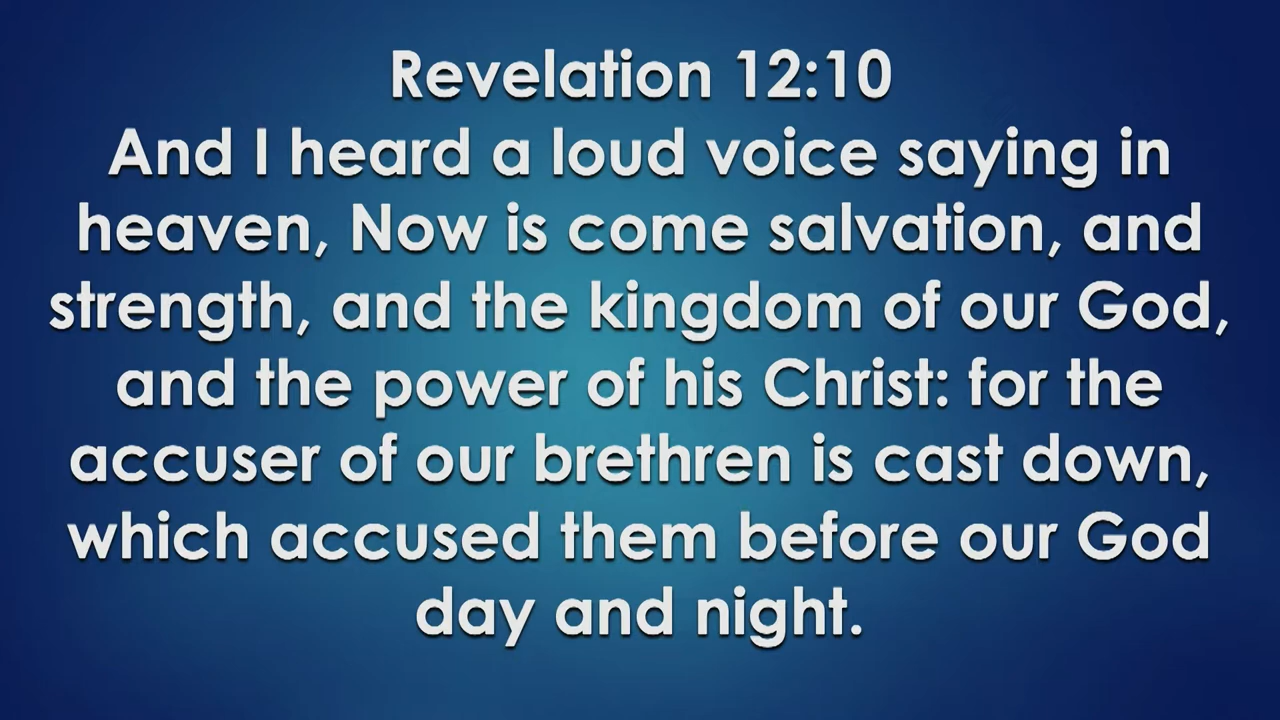 Revelation 12:10
And I heard a loud voice saying in
heaven, Now is come salvation, and
strength, and the kingdom of our God,
and the power of his Christ: for the
accuser of our brethren is cast down,
which accused them before our God
day and night.